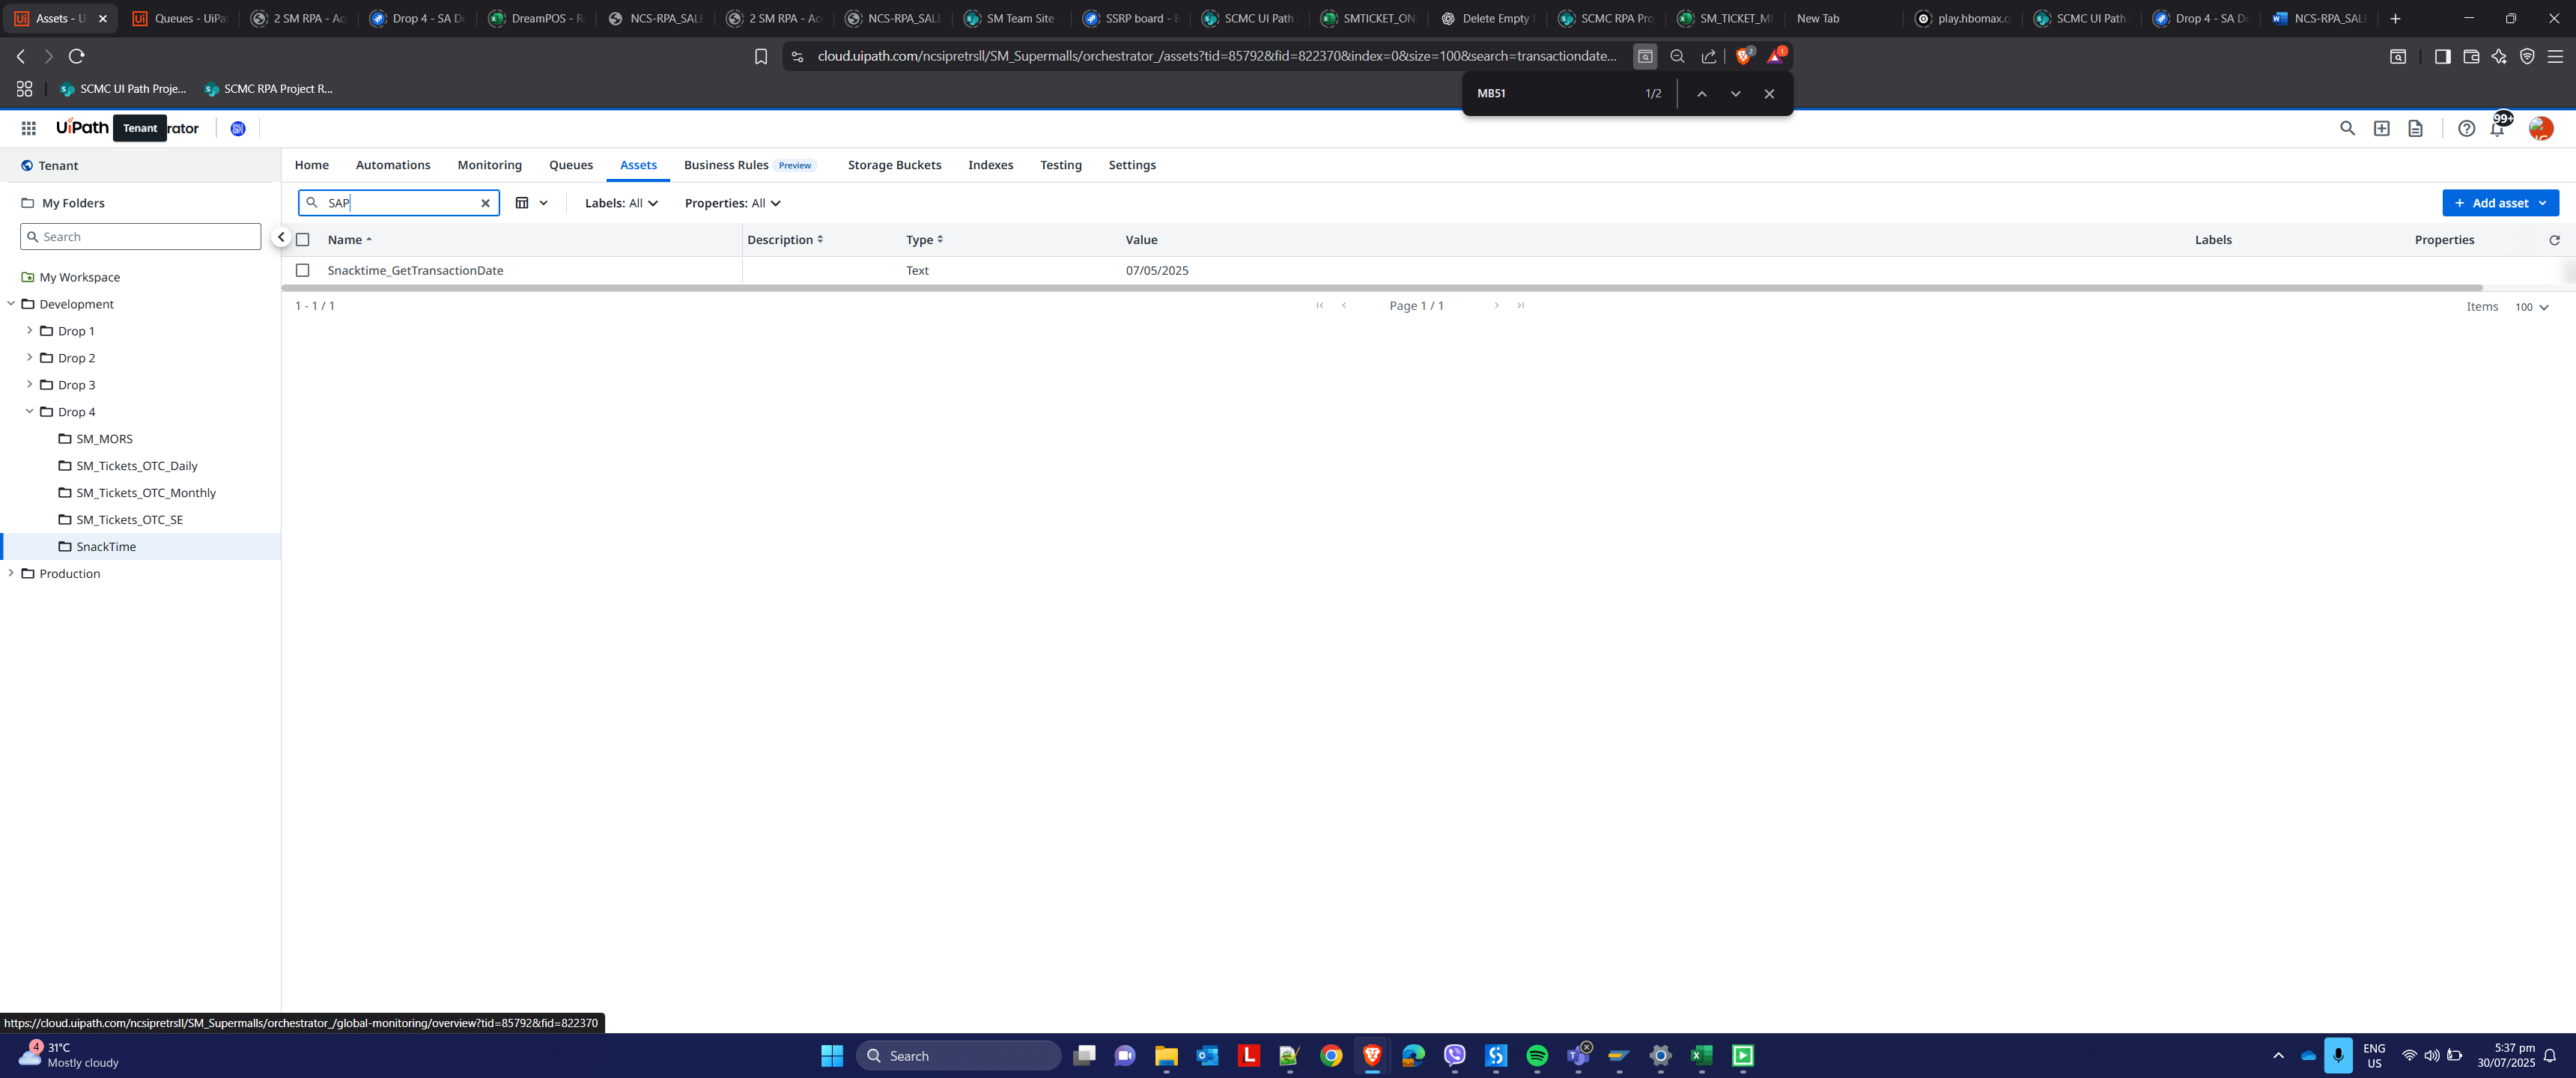 Assets - U
Queues - UiPa
2 SM RPA - Ac
Drop 4 - SA Do
DreamPOS - R
NCS-RPA_SALE
2 SM RPA - Ac
NCS-RPA_SALE
SM Team Site
SSRP board - E
SCMC UI Path
SMTICKET_ON
Delete Empty
SCMC RPA Pro
SM_TICKET_M
New Tab
play.hbomax.c
SCMC UI Path
Drop 4 - SA Do
NCS-RPA_SAL
cloud.uipath.com/ncsipretrsll/SM_Supermalls/orchestrator_/assets?tid=85792&fid=822370&index=0&size=100&search=transactiondate...
2
1
SCMC UI Path Proje...
SCMC RPA Project R...
MB51
1/2
UiPath
Tenant
rator
99+
Tenant
Home
Automations
Monitoring
Queues
Assets
Business Rules
Preview
Storage Buckets
Indexes
Testing
Settings
My Folders
SAP
Labels: All
Properties: All
+ Add asset
Search
Name
Description
Type
Value
Labels
Properties
Snacktime_GetTransactionDate
Text
07/05/2025
1 - 1 / 1
Page 1 / 1
Items
100
My Workspace
Development
Drop 1
Drop 2
Drop 3
Drop 4
SM_MORS
SM_Tickets_OTC_Daily
SM_Tickets_OTC_Monthly
SM_Tickets_OTC_SE
SnackTime
Production
https://cloud.uipath.com/ncsipretrsll/SM_Supermalls/orchestrator_/global-monitoring/overview?tid=85792&fid=822370
4
31°C
Mostly cloudy
Search
ENG
US
5:37 pm
30/07/2025